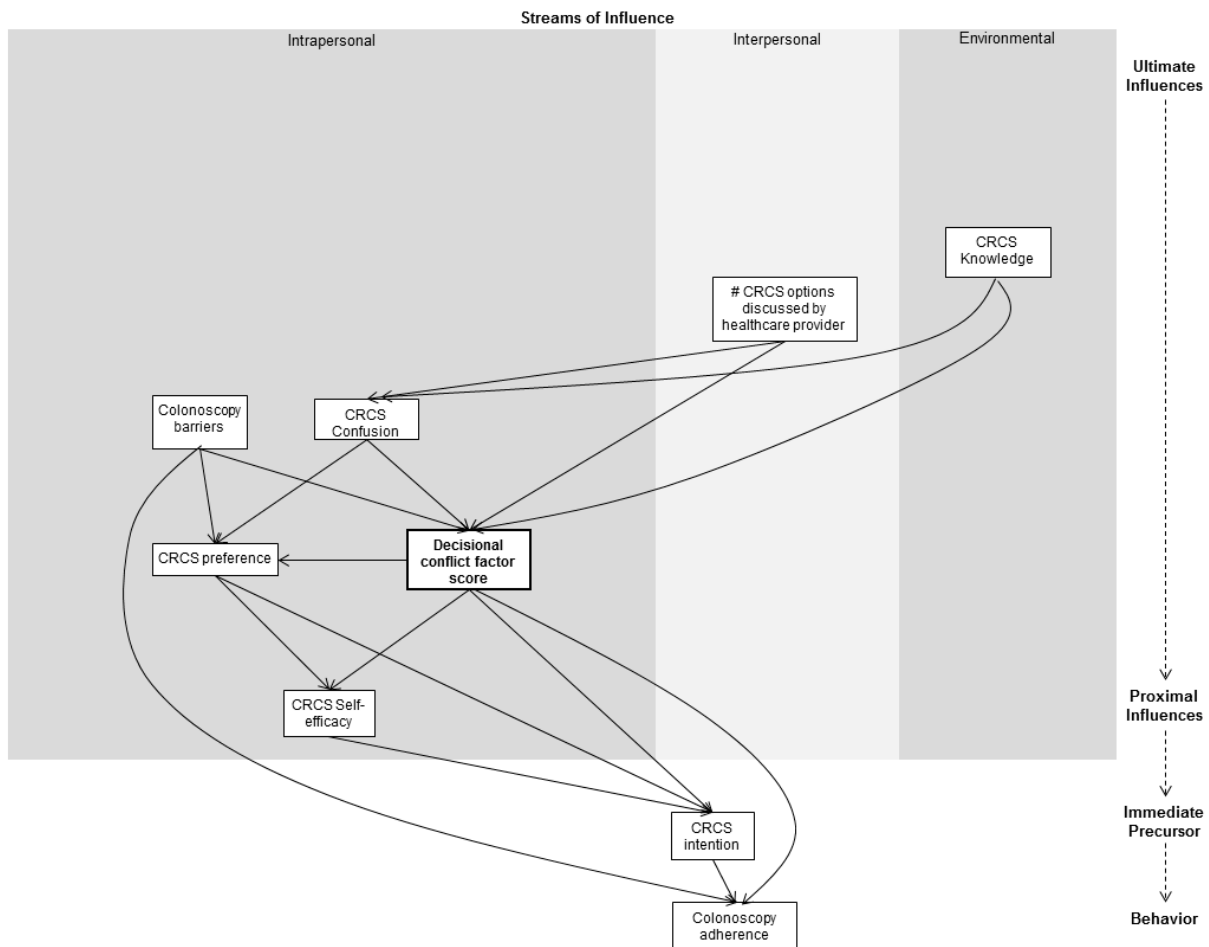 Streams of Influence
Intrapersonal
Interpersonal
Environmental
Ultimate
Influences
CRCS
Knowledge
# CRCS options
discussed by
healthcare provider
Colonoscopy
barriers
CRCS
Confusion
CRCS preference
Decisional
conflict factor
score
CRCS Self-
efficacy
Proximal
Influences
CRCS
intention
Immediate
Precursor
Colonoscopy
adherence
Behavior